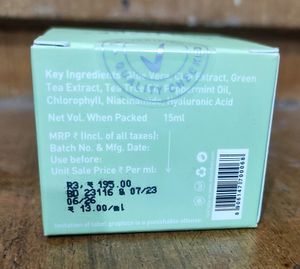 Key Ingredients: Aloe Vera, Extract, Green
Tea Extract, Tea Tree Oil, Peppermint Oil,
Chlorophyll, Niacinamide, Hyaluronic Acid
Net Vol. When Packed 15ml
MRP ₹ (Incl. of all taxes):
Batch No. & Mfg. Date:
Use before:
Unit Sale Price ₹ Per ml:
R3, ₹ 195.00
BD 23116 & 07/23
06/26
₹ 13.00/ml
Imitation of label graphics is a punishable offence.